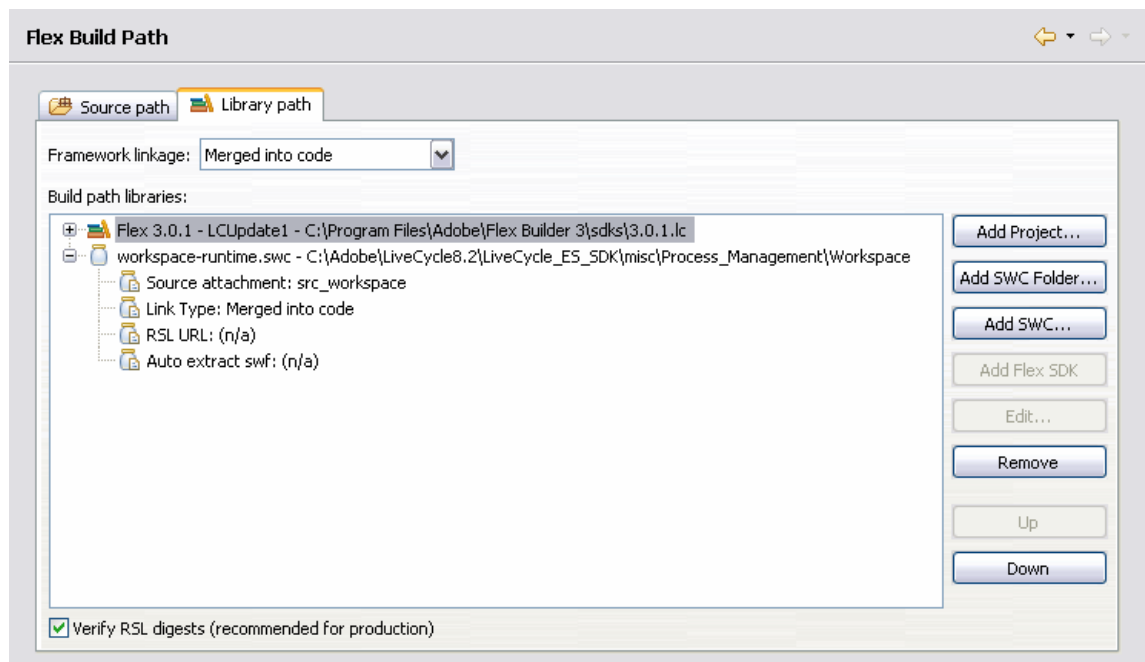 Flex Build Path
Source path
Library path
Framework linkage: Merged into code
Build path libraries:
Flex 3.0.1 - LCUpdate1 - C:\Program Files\Adobe\Flex Builder 3\sdks\3.0.1.lc
workspace-runtime.swc - C:\Adobe\LiveCycle8.2\LiveCycle_ES_SDK\misc\Process_Management\Workspace
Source attachment: src_workspace
Link Type: Merged into code
RSL URL: (n/a)
Auto extract swf: (n/a)
Add Project...
Add SWC Folder...
Add SWC...
Add Flex SDK
Edit...
Remove
Up
Down
Verify RSL digests (recommended for production)